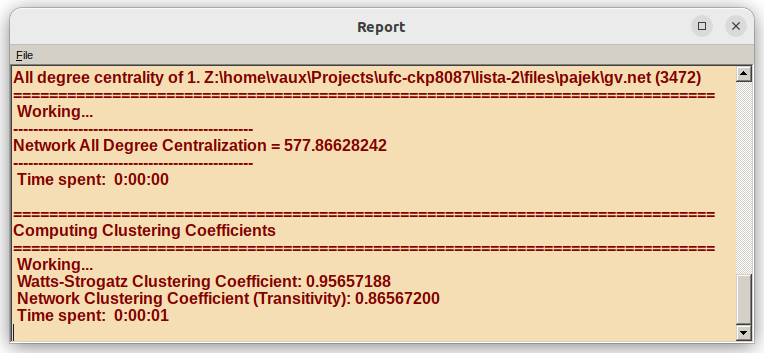 Report
File
All degree centrality of 1. Z:\home\vaux\Projects\ufc-ckp8087\lista-2\files\pajek\gv.net (3472)
==============================================================================
Working...
------------------------------------------------
Network All Degree Centralization = 577.86628242
------------------------------------------------
Time spent:  0:00:00
==============================================================================
Computing Clustering Coefficients
==============================================================================
Working...
Watts-Strogatz Clustering Coefficient: 0.95657188
Network Clustering Coefficient (Transitivity): 0.86567200
Time spent:  0:00:01